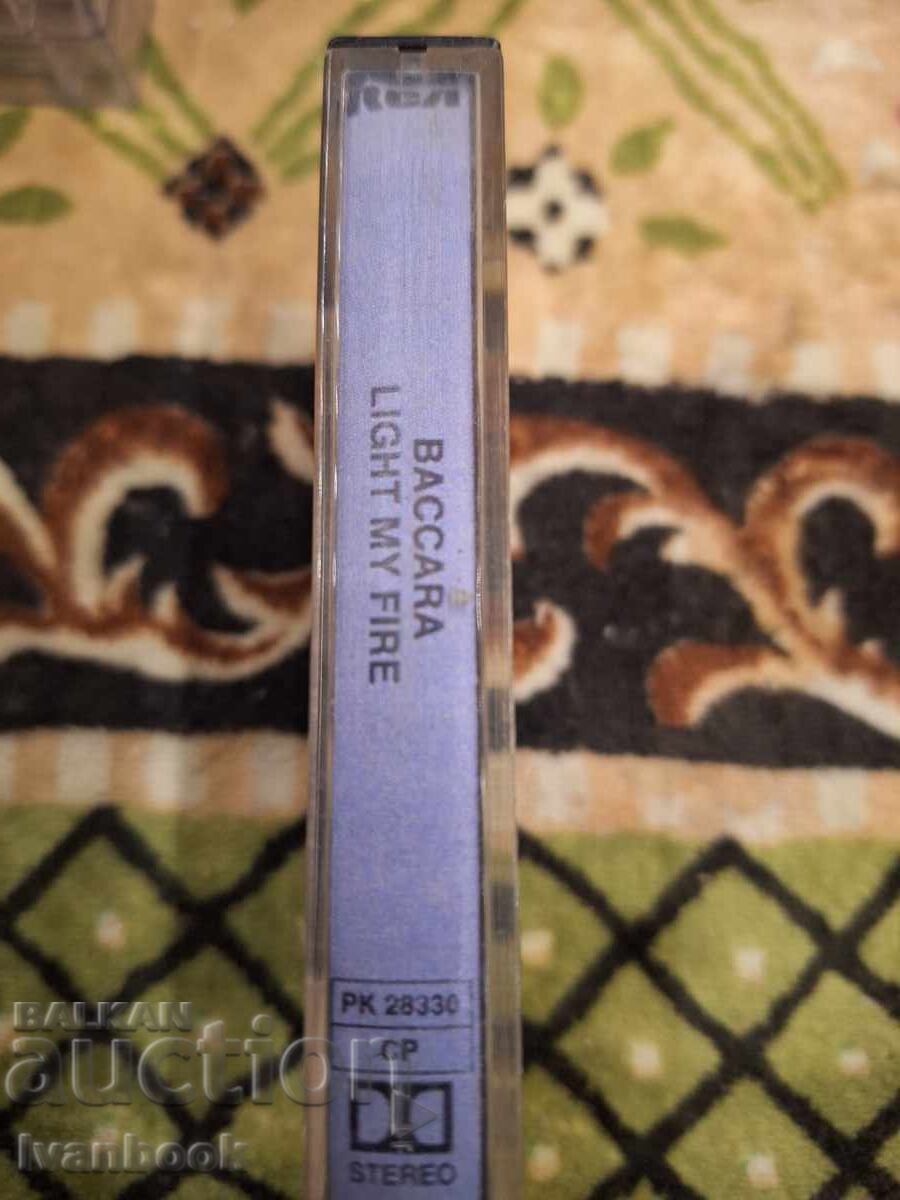 RCA
BACCARA
LIGHT MY FIRE
PK 28330
CP
STEREO
BALKAN
auction
Ivanbook